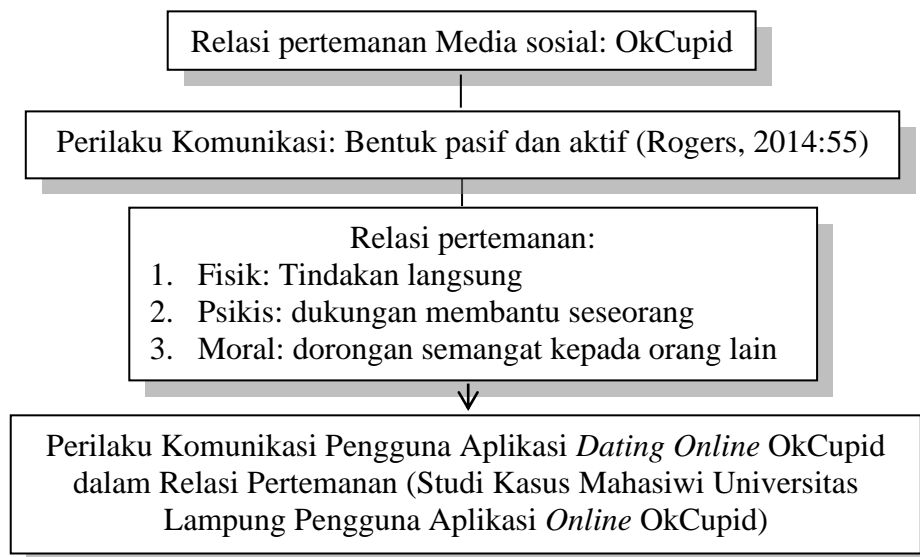 Relasi pertemanan Media sosial: OkCupid
Perilaku Komunikasi: Bentuk pasif dan aktif (Rogers, 2014:55)
Relasi pertemanan:
1. Fisik: Tindakan langsung
2. Psikis: dukungan membantu seseorang
3. Moral: dorongan semangat kepada orang lain
Perilaku Komunikasi Pengguna Aplikasi Dating Online OkCupid
dalam Relasi Pertemanan (Studi Kasus Mahasiwi Universitas
Lampung Pengguna Aplikasi Online OkCupid)